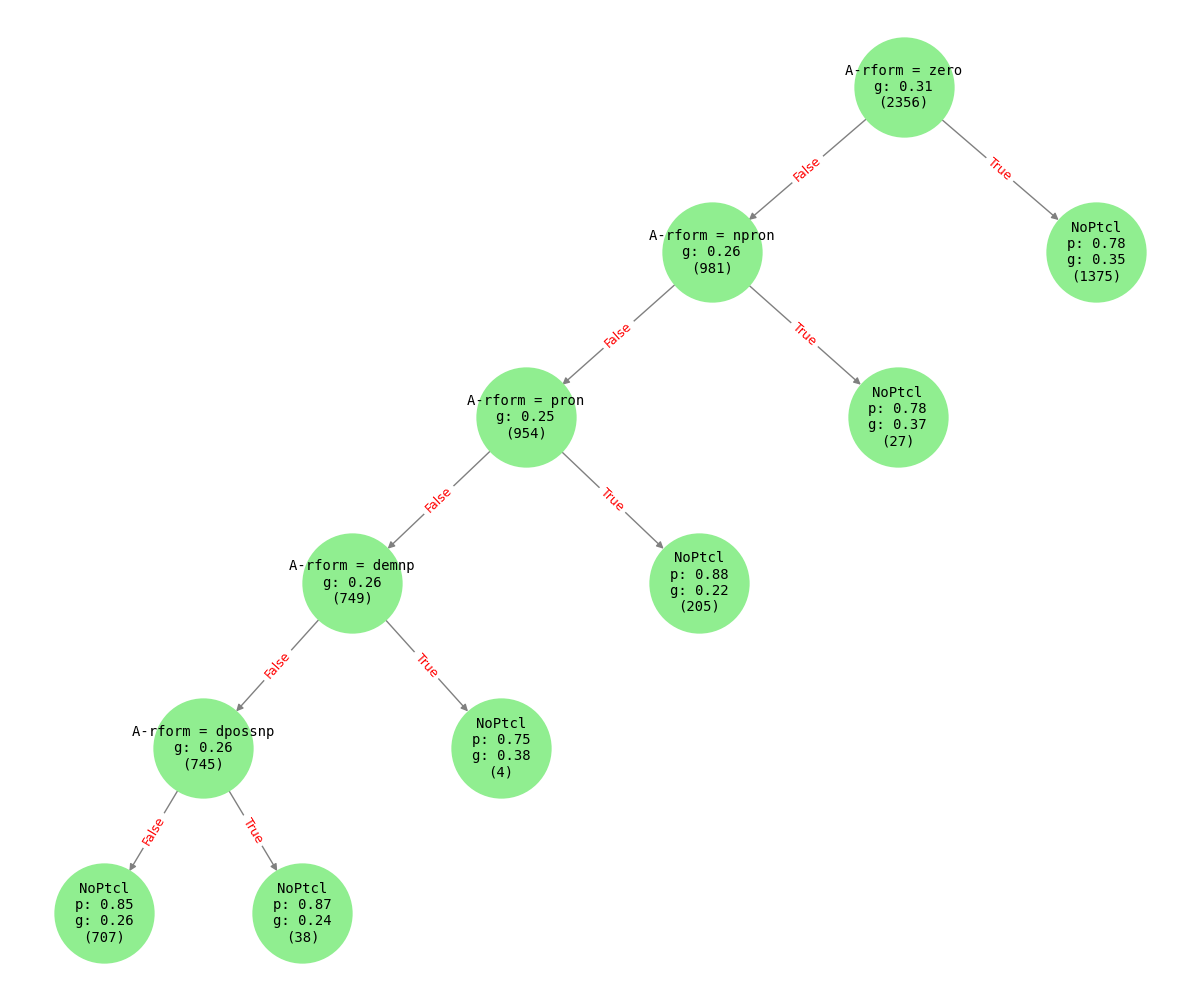 A-rform = zero
g: 0.31
(2356)
False
True
A-rform = npron
g: 0.26
(981)
NoPtcl
p: 0.78
g: 0.35
(1375)
False
True
A-rform = pron
g: 0.25
(954)
NoPtcl
p: 0.78
g: 0.37
(27)
False
True
A-rform = demnp
g: 0.26
(749)
NoPtcl
p: 0.88
g: 0.22
(205)
False
True
A-rform = dpossnp
g: 0.26
(745)
NoPtcl
p: 0.75
g: 0.38
(4)
False
True
NoPtcl
p: 0.85
g: 0.26
(707)
NoPtcl
p: 0.87
g: 0.24
(38)